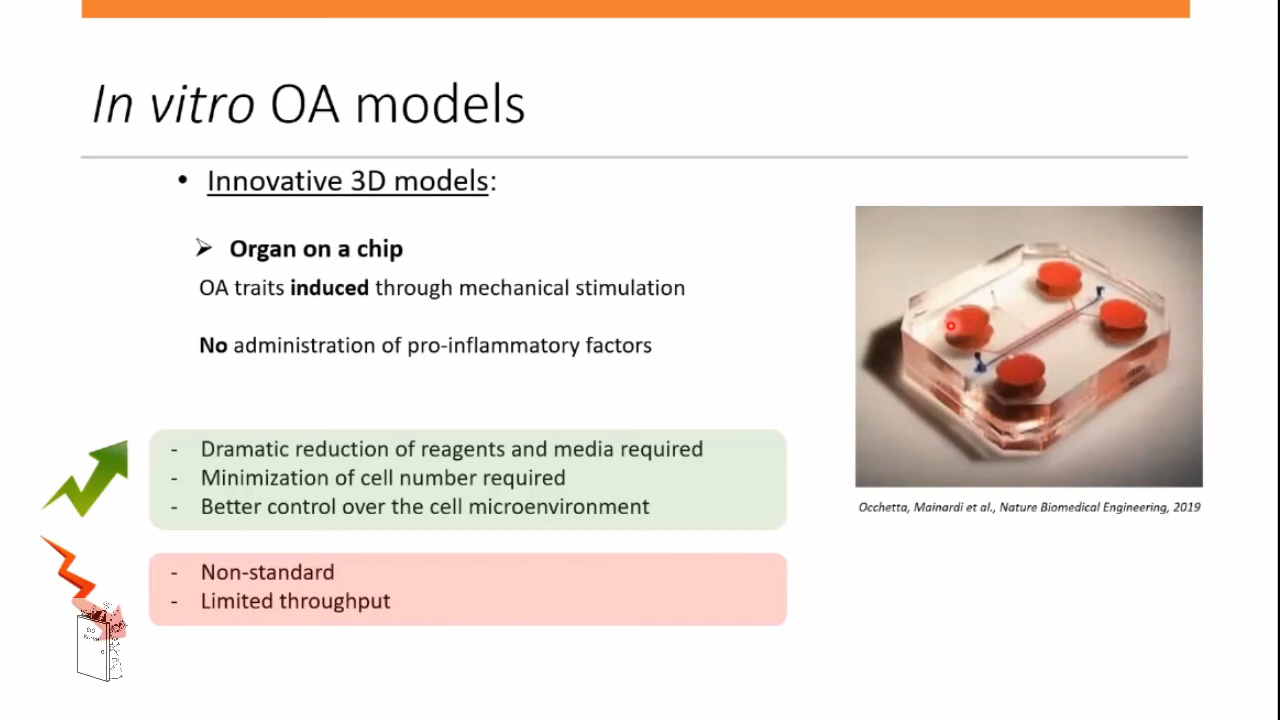 In vitro OA models
• Innovative 3D models:
➢ Organ on a chip
OA traits induced through mechanical stimulation
No administration of pro-inflammatory factors
- Dramatic reduction of reagents and media required
- Minimization of cell number required
- Better control over the cell microenvironment
- Non-standard
- Limited throughput
Occhetta, Mainardi et al., Nature Biomedical Engineering, 2019